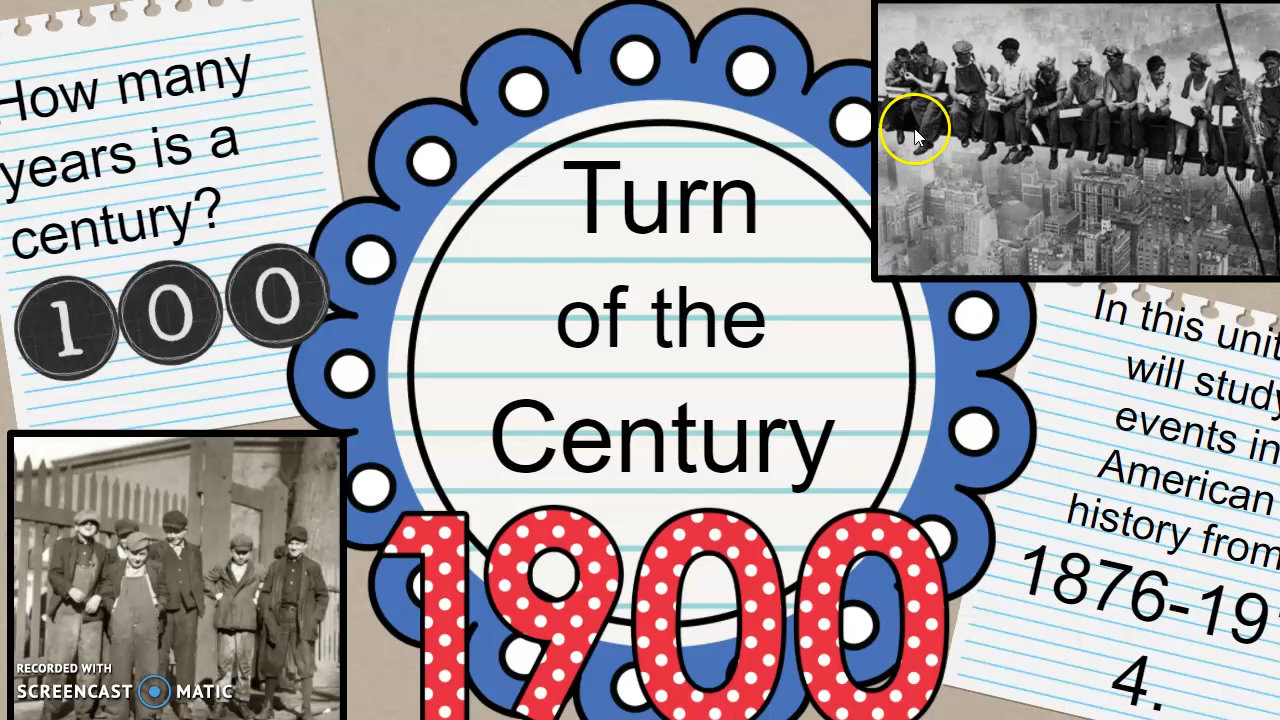 How many
years is a
century?
100
Turn
of the
Century
1900
In this unit
will study
events in
American
history from
1876-19
4.
RECORDED WITH
SCREENCAST MATIC